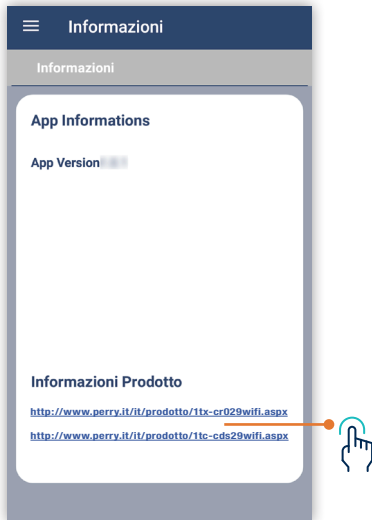 Informazioni
Informazioni
App Informations
App Version
Informazioni Prodotto
http://www.perry.it/it/prodotto/1tx-cr029wifi.aspx
http://www.perry.it/it/prodotto/1tc-cds29wifi.aspx